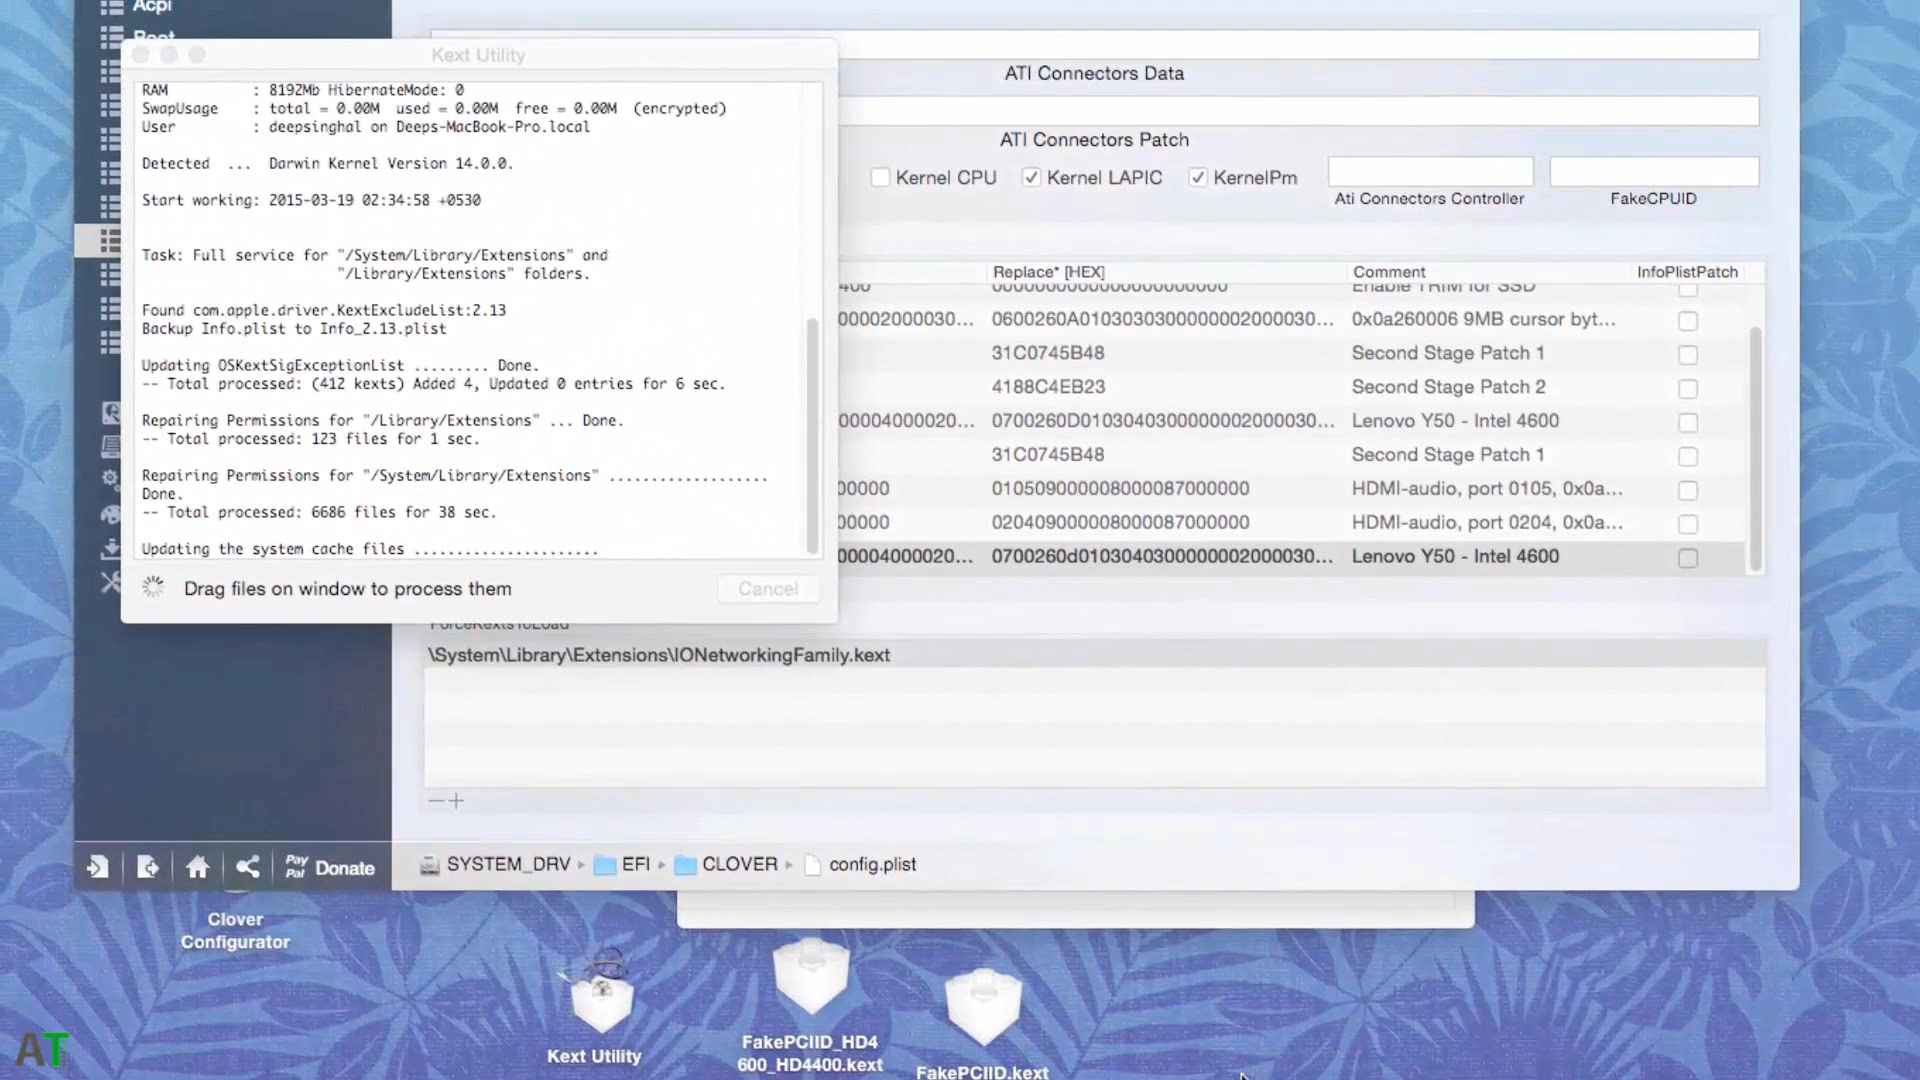 Acpi
Boot
Kext Utility
RAM : 8192Mb HibernateMode: 0
SwapUsage : total = 0.00M used = 0.00M free = 0.00M (encrypted)
User : deepsinghal on Deeps-MacBook-Pro.local
Detected ... Darwin Kernel Version 14.0.0.
Start working: 2015-03-19 02:34:58 +0530
Task: Full service for "/System/Library/Extensions" and
"/Library/Extensions" folders.
Found com.apple.driver.KextExcludeList:2.13
Backup Info.plist to Info_2.13.plist
Updating OSKextSigExceptionList ......... Done.
-- Total processed: (412 kexts) Added 4, Updated 0 entries for 6 sec.
Repairing Permissions for "/Library/Extensions" ... Done.
-- Total processed: 123 files for 1 sec.
Repairing Permissions for "/System/Library/Extensions" ...................
Done.
-- Total processed: 6686 files for 38 sec.
Updating the system cache files ......................
Drag files on window to process them
Cancel
ATI Connectors Data
ATI Connectors Patch
Kernel CPU
Kernel LAPIC
KernelPm
Ati Connectors Controller
FakeCPUID
Replace* [HEX] Comment InfoPlistPatch
400 00000000000000000000 Enable TRIM for SSD
00002000030... 0600260A01030303000000002000030... 0x0a260006 9MB cursor byt...
31C0745B48 Second Stage Patch 1
4188C4EB23 Second Stage Patch 2
00004000020... 0700260D01030403000000002000030... Lenovo Y50 - Intel 4600
31C0745B48 Second Stage Patch 1
00000 010509000008000087000000 HDMI-audio, port 0105, 0x0a...
00000 020409000008000087000000 HDMI-audio, port 0204, 0x0a...
00004000020... 0700260d01030403000000002000030... Lenovo Y50 - Intel 4600
ForceKextsToLoad
\System\Library\Extensions\IONetworkingFamily.kext
Pay
Pal
Donate
SYSTEM_DRV
EFI
CLOVER
config.plist
Clover
Configurator
Kext Utility
FakePCIID_HD4
600_HD4400.kext
FakePCIID.kext
AT